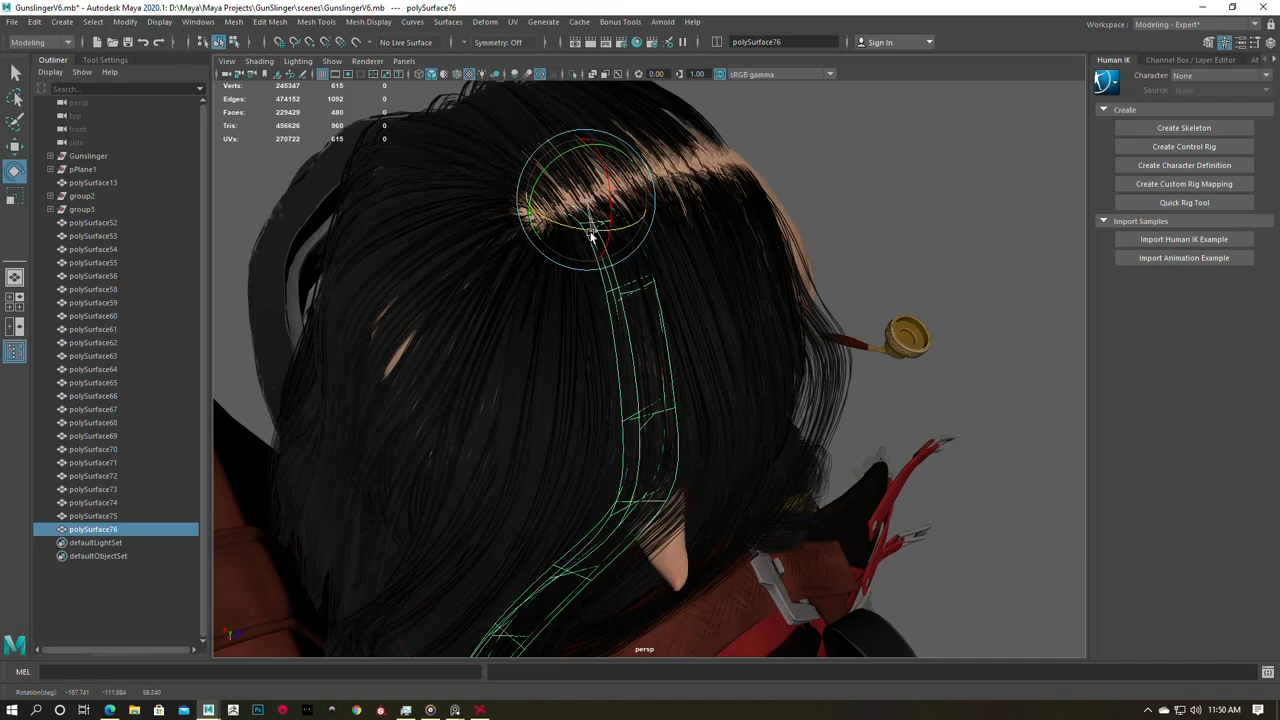 GunslingerV6.mb* - Autodesk Maya 2020.1: D:\Maya\Maya Projects\GunSlinger\scenes\GunslingerV6.mb --- polySurface76
File Edit Create Select Modify Display Windows Mesh Edit Mesh Mesh Tools Mesh Display Curves Surfaces Deform UV Generate Cache Bonus Tools Arnold Help
Workspace : Modeling - Expert*
Modeling
No Live Surface
Symmetry: Off
polySurface76
Sign In
Outliner Tool Settings
Display Show Help
Search...
persp
top
front
side
Gunslinger
pPlane1
polySurface13
group2
group3
polySurface52
polySurface53
polySurface54
polySurface55
polySurface56
polySurface58
polySurface59
polySurface60
polySurface61
polySurface62
polySurface63
polySurface64
polySurface65
polySurface66
polySurface67
polySurface68
polySurface69
polySurface70
polySurface71
polySurface72
polySurface73
polySurface74
polySurface75
polySurface76
defaultLightSet
defaultObjectSet
View Shading Lighting Show Renderer Panels
0.00 1.00 sRGB gamma
Verts: 245347 615 0
Edges: 474152 1092 0
Faces: 229429 480 0
Tris: 456626 960 0
UVs: 270722 615 0
persp
Human IK Channel Box / Layer Editor At
Character: None
Source: None
Create
Create Skeleton
Create Control Rig
Create Character Definition
Create Custom Rig Mapping
Quick Rig Tool
Import Samples
Import Human IK Example
Import Animation Example
MEL
Rotation(deg): -167.741 -111.984 58.240
11:50 AM